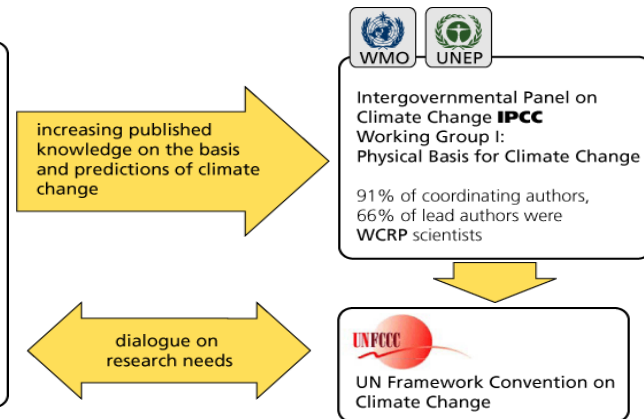 WMO
UNEP
increasing published
knowledge on the basis
and predictions of climate
change
Intergovernmental Panel on
Climate Change IPCC
Working Group I:
Physical Basis for Climate Change
91% of coordinating authors,
66% of lead authors were
WCRP scientists
dialogue on
research needs
UNFCCC
UN Framework Convention on
Climate Change